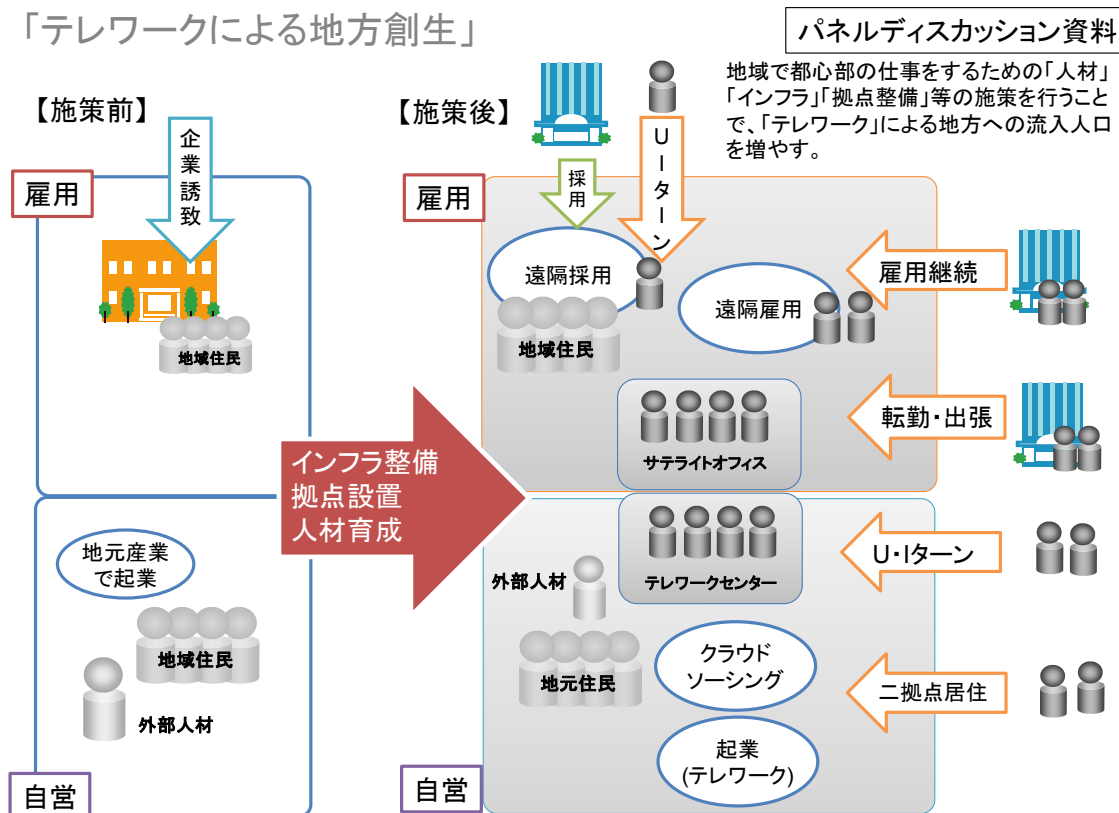 「テレワークによる地方創生」
パネルディスカッション資料
地域で都心部の仕事をするための「人材」
「インフラ」「拠点整備」等の施策を行うこと
で、「テレワーク」による地方への流入人口
を増やす。
【施策前】
企業誘致
雇用
地域住民
地元産業
で起業
地域住民
外部人材
自営
インフラ整備
拠点設置
人材育成
【施策後】
採用
UIターン
雇用
遠隔採用
地域住民
遠隔雇用
雇用継続
サテライトオフィス
転勤・出張
テレワークセンター
U・Iターン
外部人材
地元住民
クラウド
ソーシング
二拠点居住
起業
(テレワーク)
自営